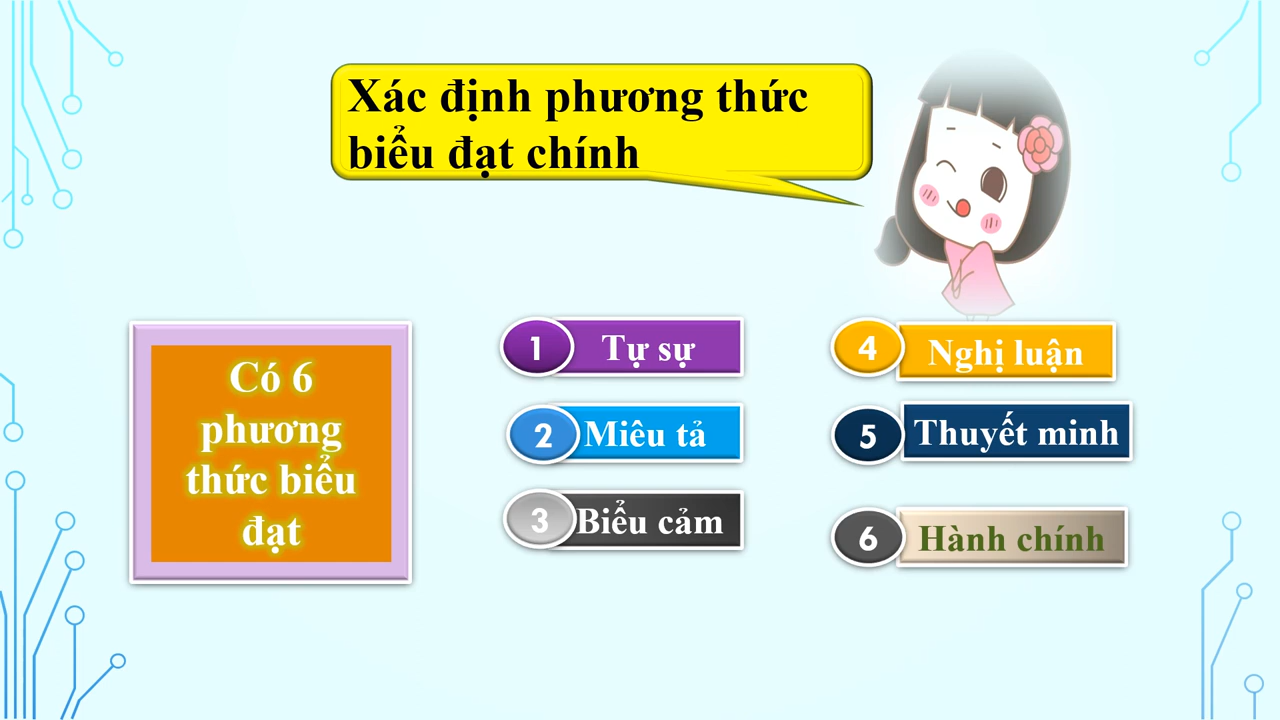 Xác định phương thức
biểu đạt chính
Có 6
phương
thức biểu
đạt
1 Tự sự
2 Miêu tả
3 Biểu cảm
4 Nghị luận
5 Thuyết minh
6 Hành chính